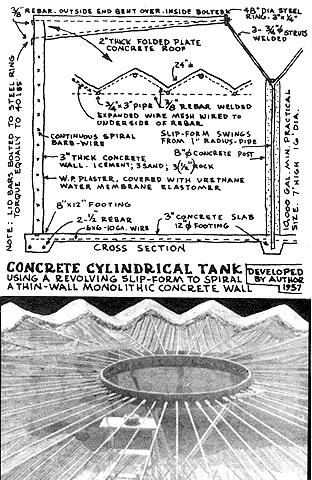 3/8" REBAR. OUTSIDE END BENT OVER. INSIDE BOLTED
48" DIA STEEL
RING. 3" x 1/4"
3 - 3/4" φ STRUTS
WELDED
2" THICK FOLDED PLATE
CONCRETE ROOF
24" ±
3/4" x 3" PIPE
3/8" REBAR WELDED
EXPANDED WIRE MESH WIRED TO
UNDERSIDE OF REBAR.
NOTE: LID BARS BOLTED TO STEEL RING
TORQUE EQUALLY TO 40 LBS
CONTINUOUS SPIRAL
BARB-WIRE
SLIP-FORM SWINGS
FROM 1" RADIUS-PIPE
3" THICK CONCRETE
WALL. 1 CEMENT; 3 SAND; 3 (1/2") ROCK
8" φ CONCRETE POST
W.P. PLASTER, COVERED WITH URETHANE
WATER MEMBRANE ELASTOMER
10,000 GAL. MIN. PRACTICAL
SIZE. 7' HIGH 16' DIA.
8" x 12" FOOTING
2 - 1/2 REBAR
6x6 - 10 GA. WIRE
3" CONCRETE SLAB
12" φ FOOTING
CROSS SECTION
CONCRETE CYLINDRICAL TANK
USING A REVOLVING SLIP-FORM TO SPIRAL
A THIN-WALL MONOLITHIC CONCRETE WALL
DEVELOPED
BY AUTHOR
1957